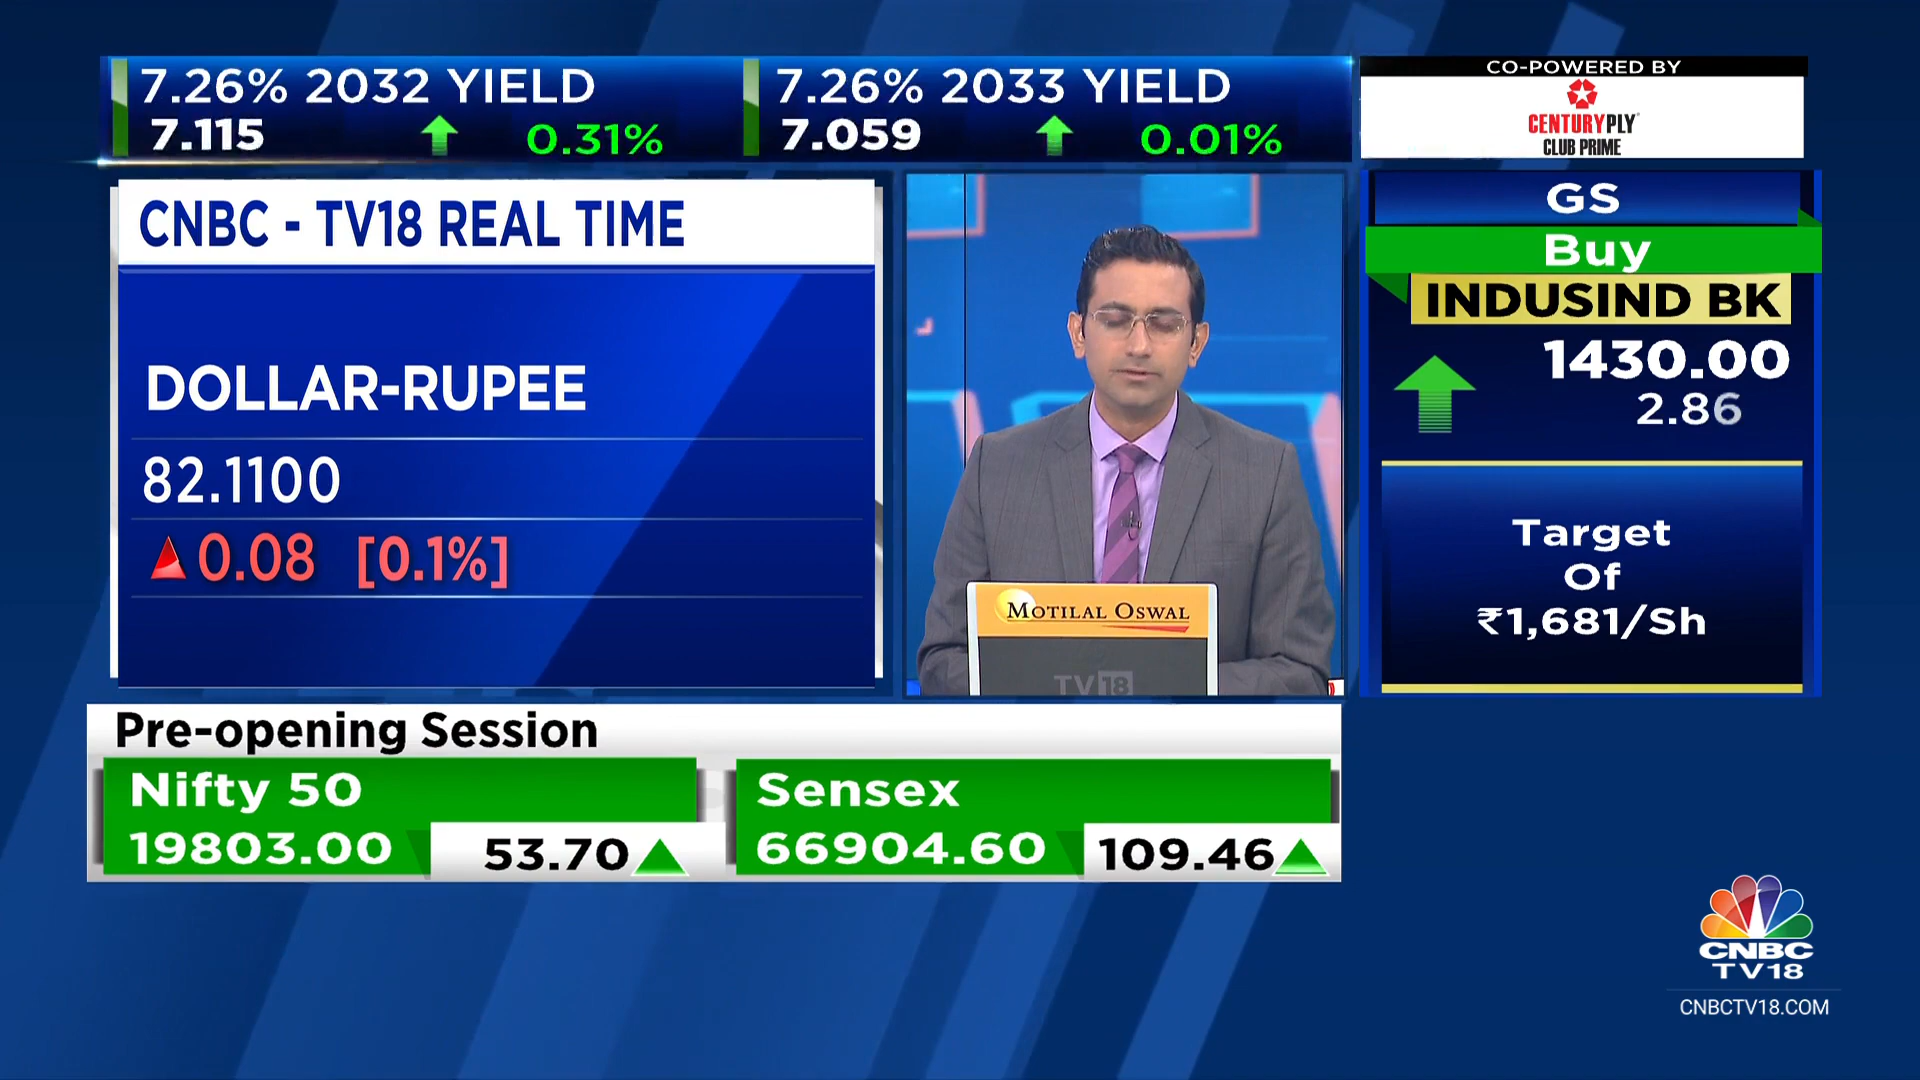 7.26% 2032 YIELD
7.115 0.31%
7.26% 2033 YIELD
7.059 0.01%
CO-POWERED BY
CENTURYPLY
CLUB PRIME
CNBC - TV18 REAL TIME
DOLLAR-RUPEE
82.1100
0.08 [0.1%]
MOTILAL OSWAL
TV18
GS
Buy
INDUSIND BK
1430.00
2.86
Target
Of
₹1,681/Sh
Pre-opening Session
Nifty 50
19803.00 53.70
Sensex
66904.60 109.46
CNBC
TV18
CNBCTV18.COM